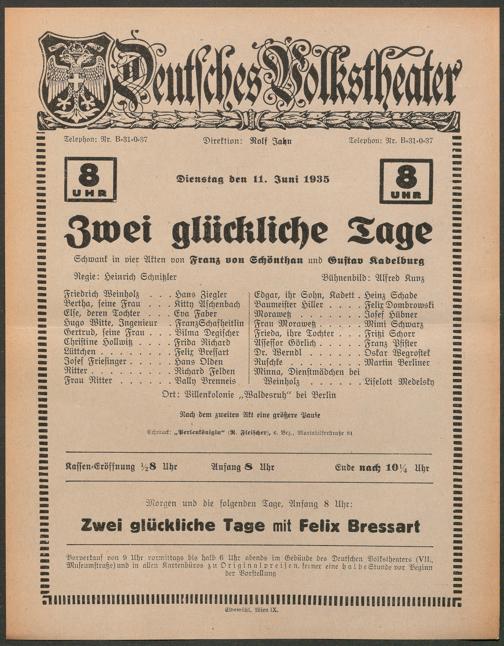 Deutsches Volkstheater
Telephon: Nr. B-31-0-37 Direktion: Rolf Jahn Telephon: Nr. B-31-0-37
8 UHR Dienstag den 11. Juni 1935 8 UHR
Zwei glückliche Tage
Schwank in vier Akten von Franz von Schönthan und Gustav Kadelburg
Regie: Heinrich Schnitzler Bühnenbild: Alfred Kunz
Friedrich Weinholz . . . Hans Ziegler
Bertha, seine Frau . . . Kitty Aschenbach
Else, deren Tochter . . . Eva Faber
Hugo Witte, Ingenieur . Franz Schafheitlin
Gertrud, seine Frau . . . Vilma Degischer
Christine Hollwitz . . . Frida Richard
Lüttchen . . . . . . . . Felix Bressart
Josef Friesinger . . . . Hans Olden
Ritter . . . . . . . . . Richard Felden
Frau Ritter . . . . . . Vally Brenneis
Edgar, ihr Sohn, Kadett . Heinz Schade
Baumeister Hiller . . . . Felix Dombrowski
Morawetz . . . . . . . Josef Hübner
Frau Morawetz . . . . . Mimi Schwarz
Frieda, ihre Tochter . . . Fritzi Schorr
Assessor Görlich . . . . Franz Pfister
Dr. Werndl . . . . . . Oskar Wegrostek
Nuschke . . . . . . . . Martin Berliner
Minna, Dienstmädchen bei
Weinholz . . . . . . Liselott Medelsky
Ort: Villenkolonie „Waldesruh" bei Berlin
Nach dem zweiten Akt eine größere Pause
Schmuck: „Perlenkönigin" (R. Fleischer), 6. Bez., Mariahilferstraße 81
Kassen-Eröffnung ½8 Uhr Anfang 8 Uhr Ende nach 10¼ Uhr
Morgen und die folgenden Tage, Anfang 8 Uhr:
Zwei glückliche Tage mit Felix Bressart
Vorverkauf von 9 Uhr vormittags bis halb 6 Uhr abends im Gebäude des Deutschen Volkstheaters (VII.,
Museumstraße) und in allen Kartenbüros zu Originalpreisen, ferner eine halbe Stunde vor Beginn
der Vorstellung
Elbemühl, Wien IX.